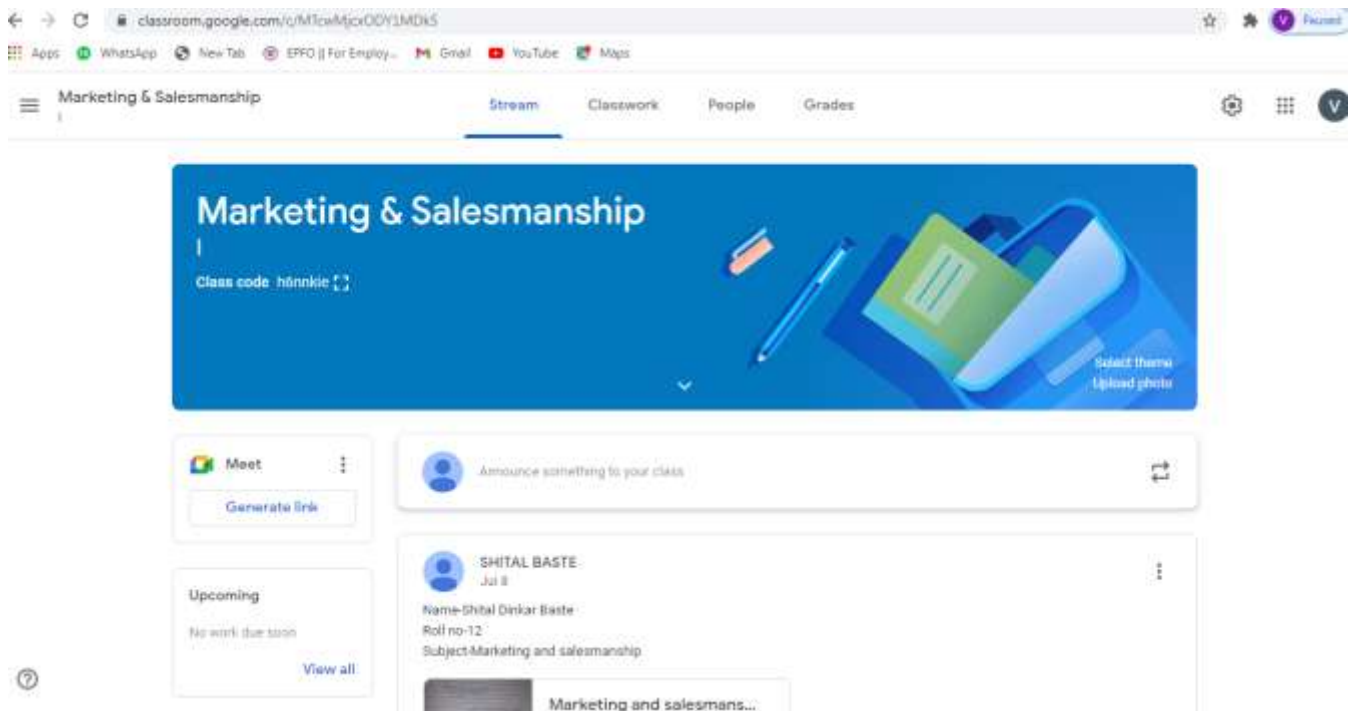 classroom.google.com/c/MTcwMjcxODY1MDk5
Paused
Apps WhatsApp New Tab EPFO || For Employ... Gmail YouTube Maps
Marketing & Salesmanship
I
Stream Classwork People Grades
V
Marketing & Salesmanship
I
Class code h6nnkie
Select theme
Upload photo
Meet
Generate link
Announce something to your class
SHITAL BASTE
Jul 8
Name-Shital Dinkar Baste
Roll no-12
Subject-Marketing and salesmanship
Upcoming
No work due soon
View all
Marketing and salesmans...